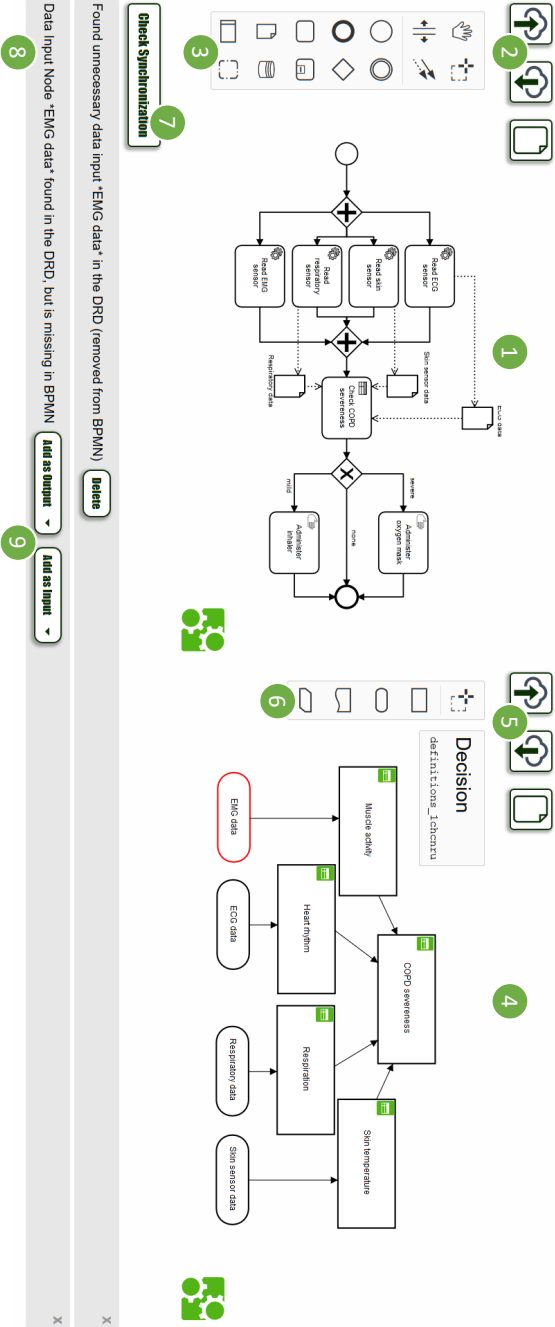 2
3
1
Read ECG
sensor
Read skin
sensor
Read
respiratory
sensor
Read EMG
sensor
Skin sensor data
Respiratory data
Check COPD
severeness
severe
none
mild
Administer
oxygen mask
Administer
inhaler
5
6
4
Decision
definitions_1chcnru
COPD severeness
Muscle activity
Heart rhythm
Respiration
Skin temperature
EMG data
ECG data
Respiratory data
Skin sensor data
Check Synchronization
7
Found unnecessary data input *EMG data* in the DRD (removed from BPMN) Delete x
8
Data Input Node *EMG data* found in the DRD, but is missing in BPMN Add as Output Add as Input x
9